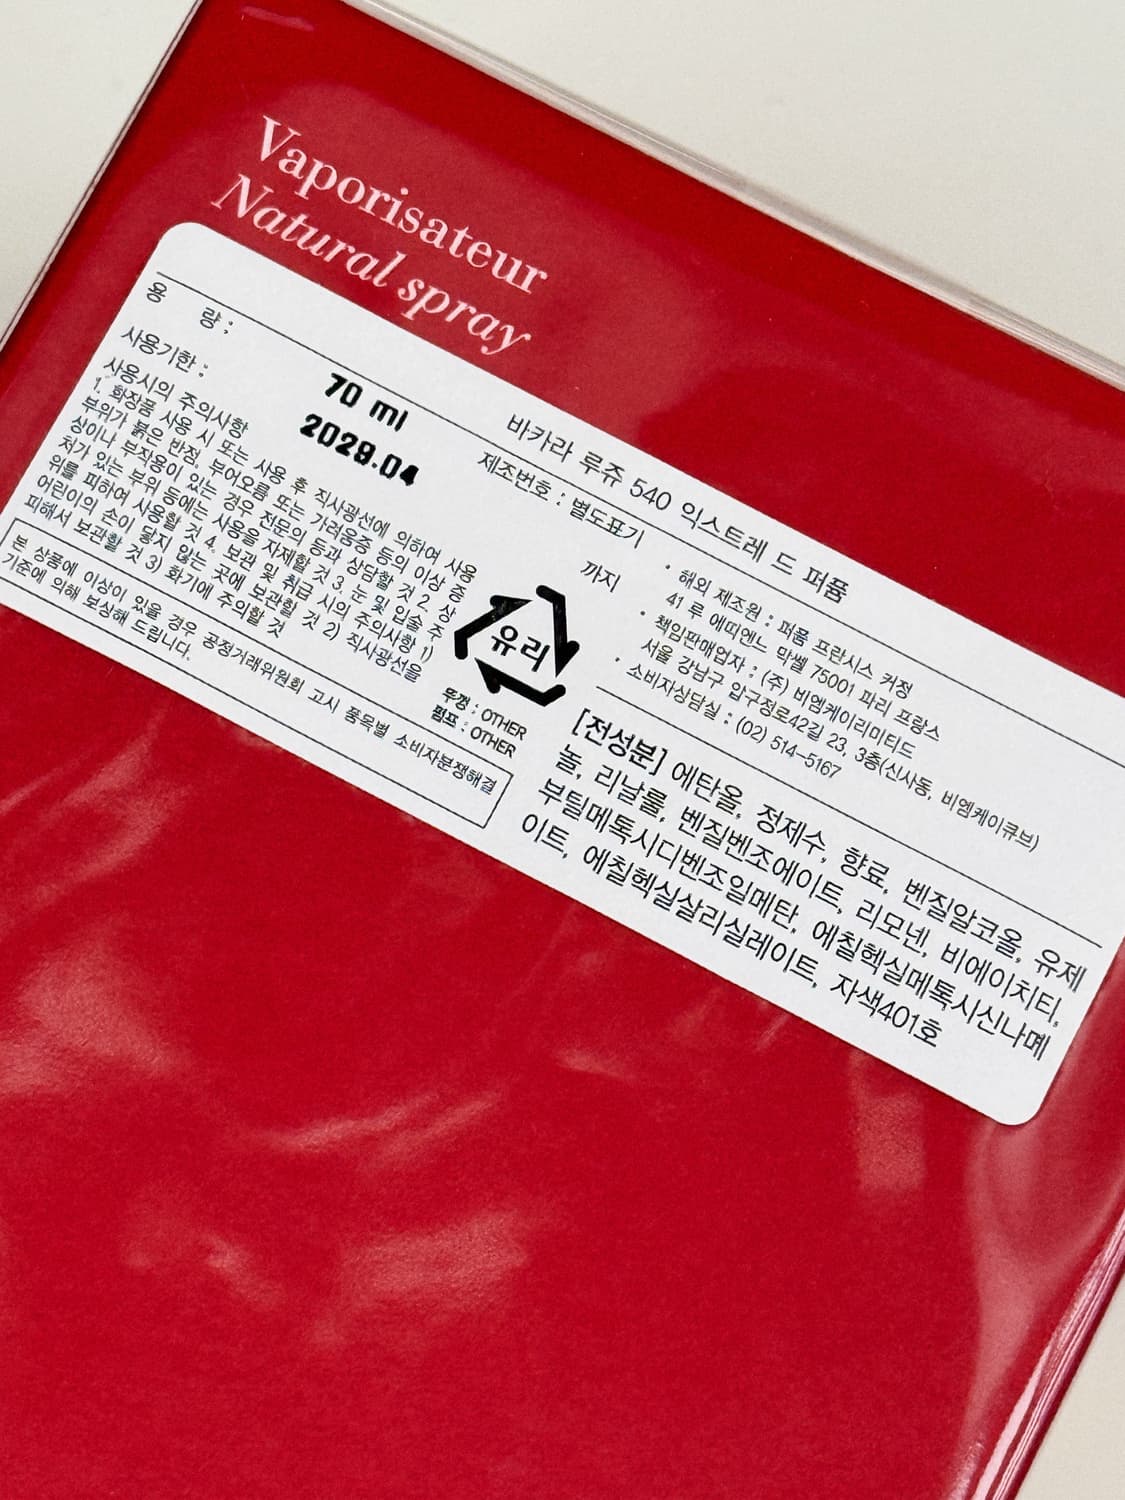 Vaporisateur
Natural spray
바카라 루쥬 540 익스트레 드 퍼퓸
용 량 : 70 ml
제조번호 : 별도표기
사용기한 : 2029.04 까지
사용시의 주의사항
1. 화장품 사용 시 또는 사용 후 직사광선에 의하여 사용
부위가 붉은 반점, 부어오름 또는 가려움증 등의 이상 증
상이나 부작용이 있는 경우 전문의 등과 상담할 것 2. 상
처가 있는 부위 등에는 사용을 자제할 것 3. 눈 및 입술 주
위를 피하여 사용할 것 4. 보관 및 취급 시의 주의사항 1)
어린이의 손이 닿지 않는 곳에 보관할 것 2) 직사광선을
피해서 보관할 것 3) 화기에 주의할 것
본 상품에 이상이 있을 경우 공정거래위원회 고시 품목별 소비자분쟁해결
기준에 의해 보상해 드립니다.
유리
뚜껑 : OTHER
펌프 : OTHER
· 해외 제조원 : 퍼퓸 프란시스 커정
41 루 에띠엔느 막쎌 75001 파리 프랑스
· 책임판매업자 : (주) 비엠케이리미티드
서울 강남구 압구정로42길 23, 3층(신사동, 비엠케이큐브)
· 소비자상담실 : (02) 514-5167
[전성분] 에탄올, 정제수, 향료, 벤질알코올, 유제
놀, 리날룰, 벤질벤조에이트, 리모넨, 비에이치티,
부틸메톡시디벤조일메탄, 에칠헥실메톡시신나메
이트, 에칠헥실살리실레이트, 자색401호